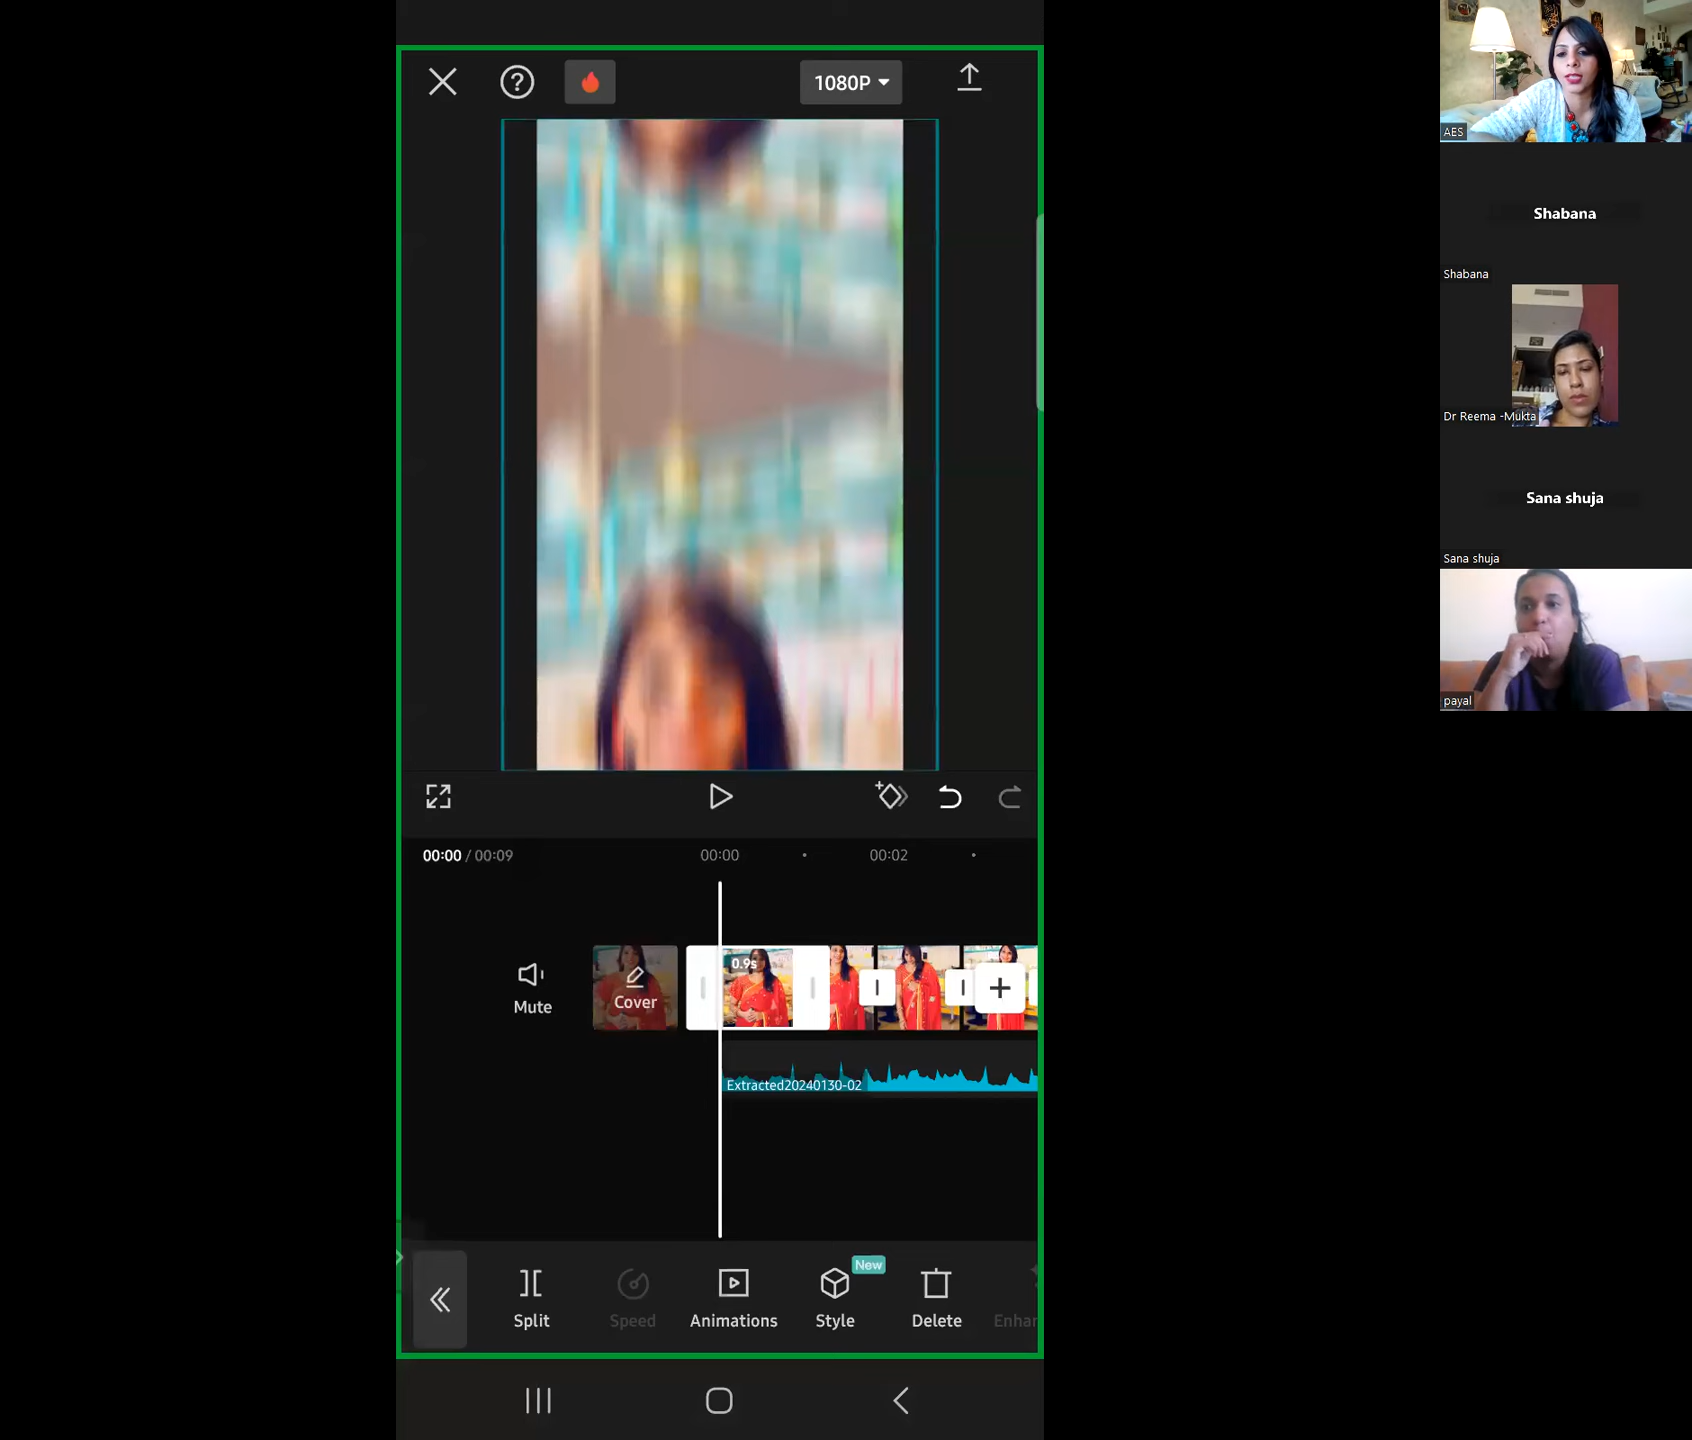 1080P
00:00 / 00:09
00:00
00:02
Mute
Cover
0.9s
Extracted20240130-02
Split
Speed
Animations
New
Style
Delete
Enhan
AES
Shabana
Shabana
Dr Reema -Mukta
Sana shuja
Sana shuja
payal